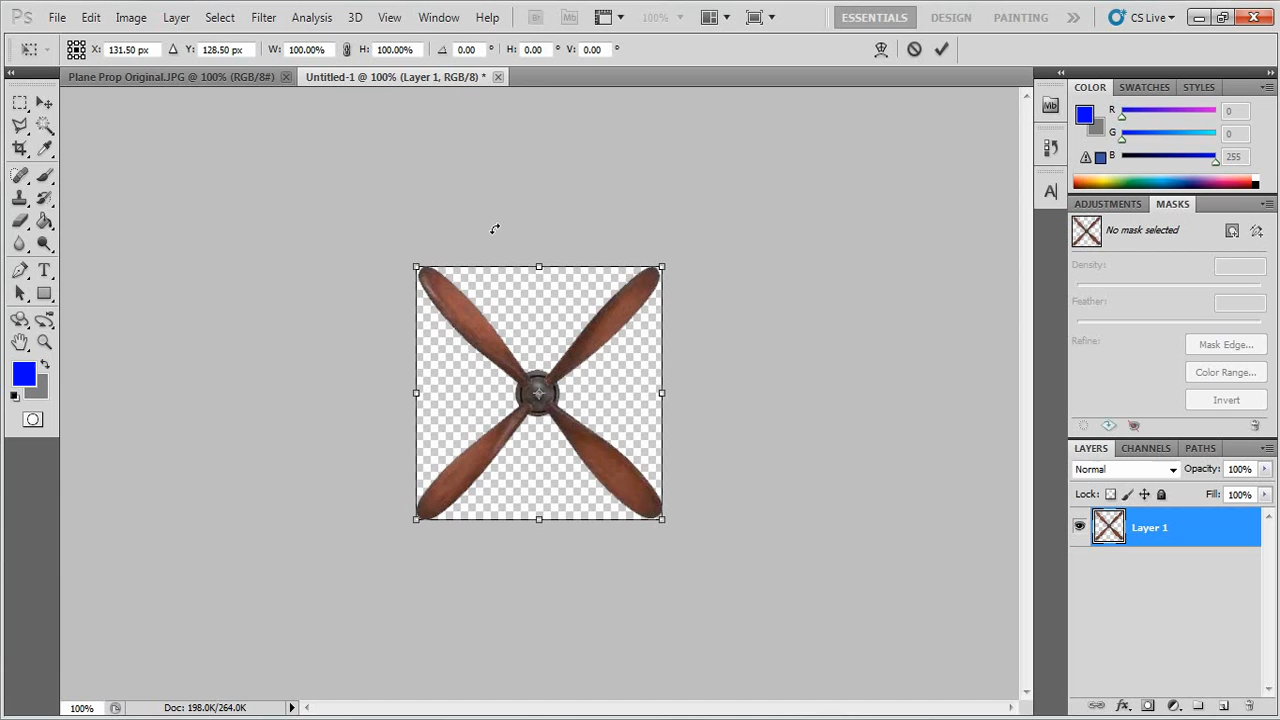 Ps File Edit Image Layer Select Filter Analysis 3D View Window Help Br Mb 100% ESSENTIALS DESIGN PAINTING CS Live
X: 131.50 px Y: 128.50 px W: 100.00% H: 100.00% 0.00 ° H: 0.00 ° V: 0.00 °
Plane Prop Original.JPG @ 100% (RGB/8#) Untitled-1 @ 100% (Layer 1, RGB/8) *
COLOR SWATCHES STYLES
Mb
R 0
G 0
B 255
A
ADJUSTMENTS MASKS
No mask selected
Density:
Feather:
Refine: Mask Edge...
Color Range...
Invert
T
LAYERS CHANNELS PATHS
Normal Opacity: 100%
Lock: Fill: 100%
Layer 1
fx
100% Doc: 198.0K/264.0K